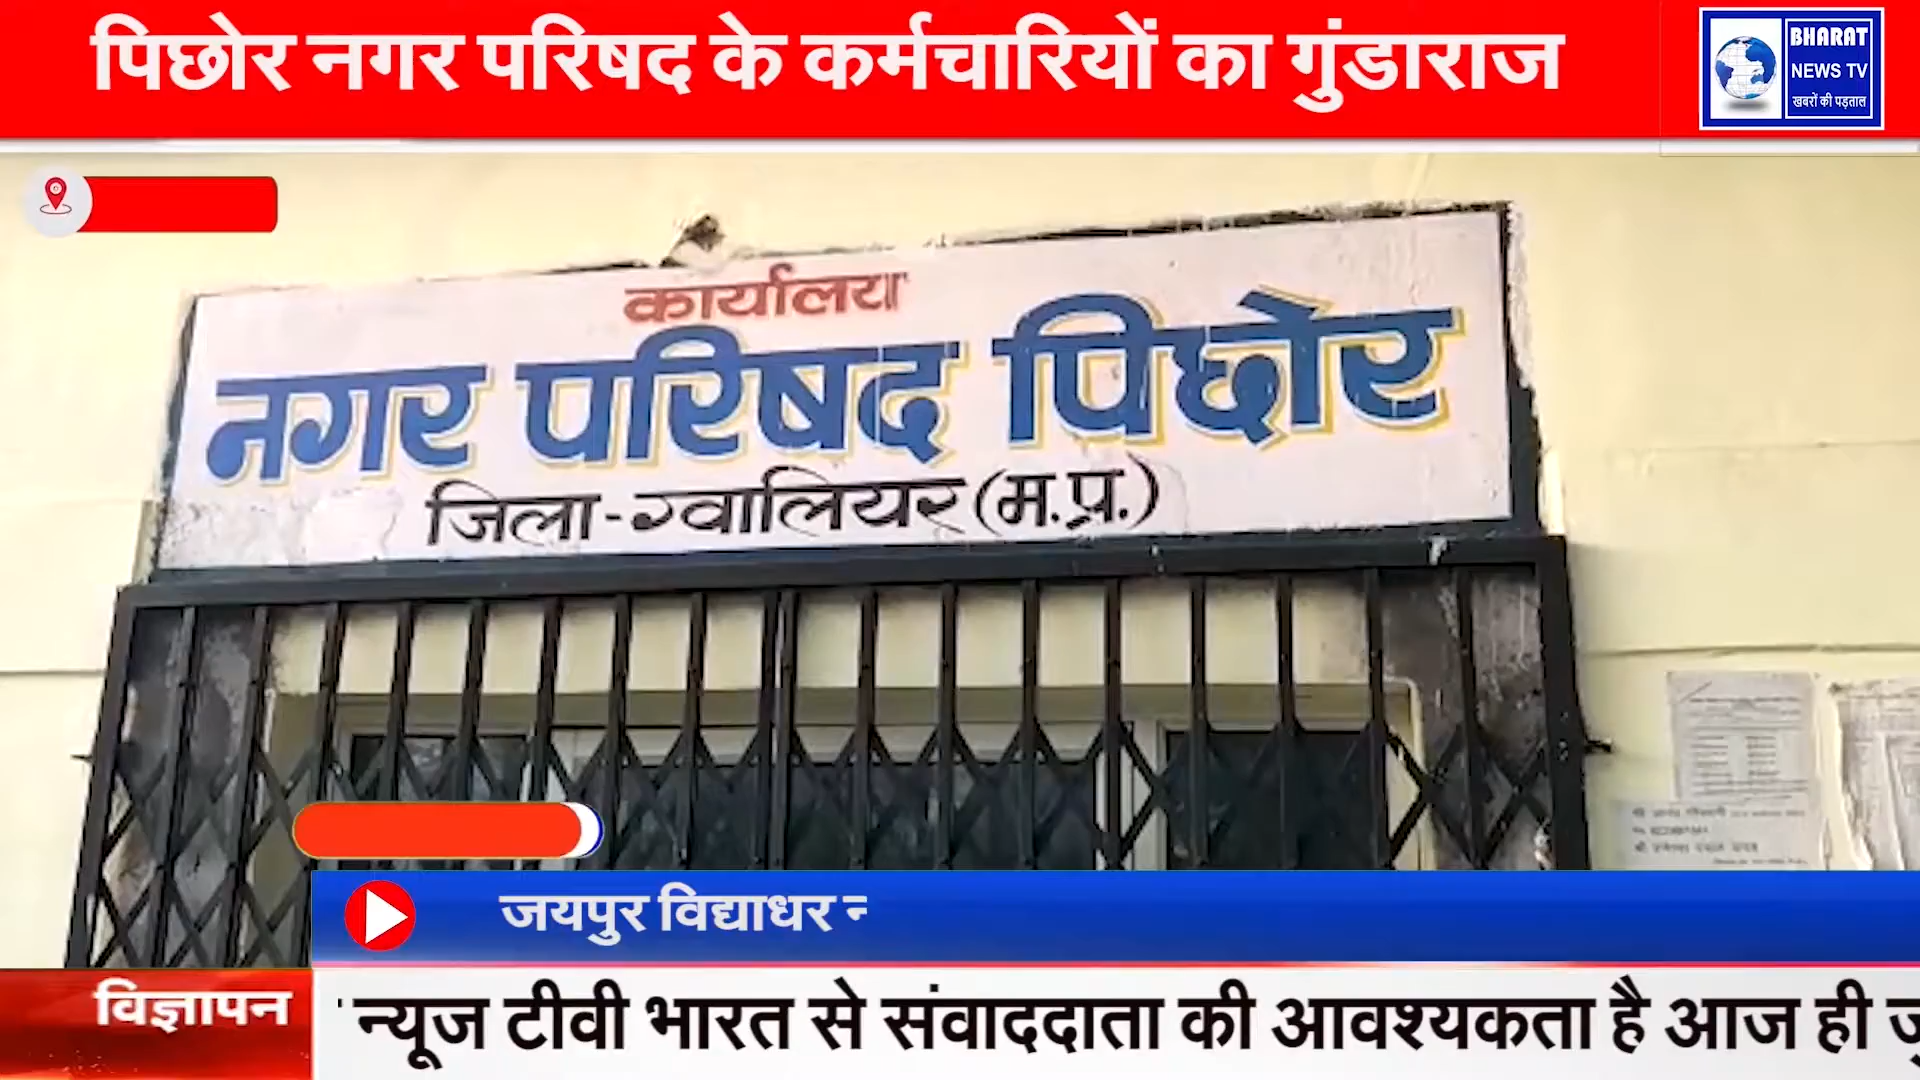 पिछोर नगर परिषद के कर्मचारियों का गुंडाराज
BHARAT
NEWS TV
खबरों की पड़ताल
कार्यालय
नगर परिषद पिछोर
जिला-ग्वालियर (म.प्र.)
जयपुर विद्याधर
विज्ञापन
न्यूज टीवी भारत से संवाददाता की आवश्यकता है आज ही